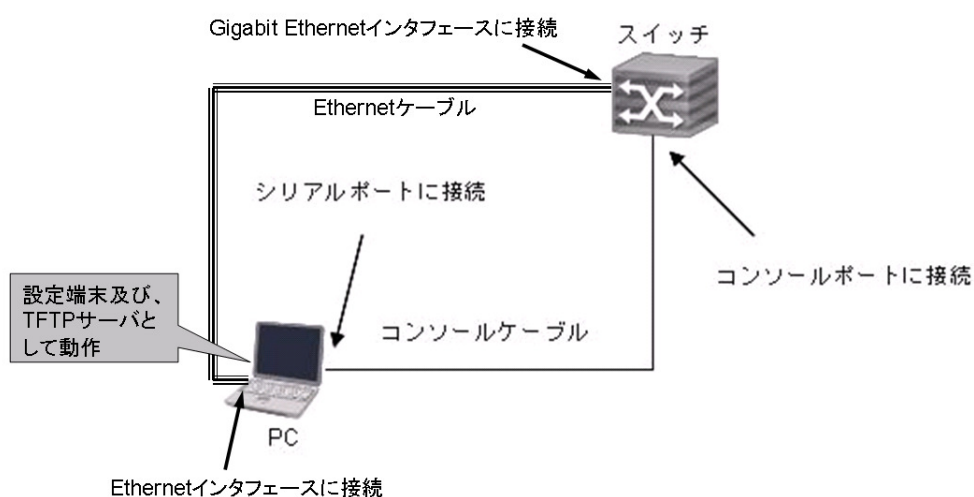 Gigabit Ethernetインタフェースに接続
スイッチ
Ethernetケーブル
シリアルポートに接続
コンソールポートに接続
設定端末及び、
TFTPサーバと
して動作
コンソールケーブル
PC
Ethernetインタフェースに接続